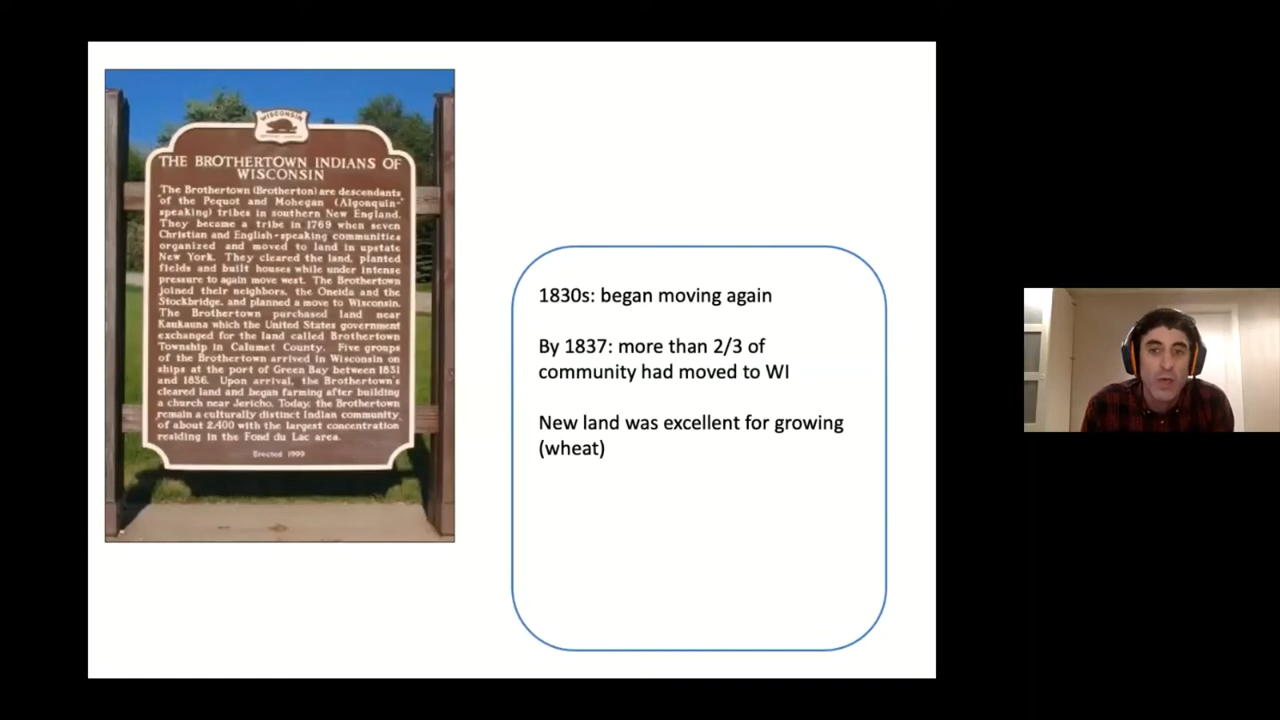 WISCONSIN
THE BROTHERTOWN INDIANS OF
WISCONSIN
The Brothertown (Brotherton) are descendants
of the Pequot and Mohegan (Algonquin-
speaking) tribes in southern New England.
They became a tribe in 1769 when seven
Christian and English-speaking communities
organized and moved to land in upstate
New York. They cleared the land, planted
fields and built houses while under intense
pressure to again move west. The Brothertown
joined their neighbors, the Oneida and the
Stockbridge, and planned a move to Wisconsin.
The Brothertown purchased land near
Kaukauna which the United States government
exchanged for the land called Brothertown
Township in Calumet County. Five groups
of the Brothertown arrived in Wisconsin on
ships at the port of Green Bay between 1831
and 1836. Upon arrival, the Brothertown's
cleared land and began farming after building
a church near Jericho. Today, the Brothertown
remain a culturally distinct Indian community
of about 2,400 with the largest concentration
residing in the Fond du Lac area.
Erected 1999
1830s: began moving again
By 1837: more than 2/3 of
community had moved to WI
New land was excellent for growing
(wheat)